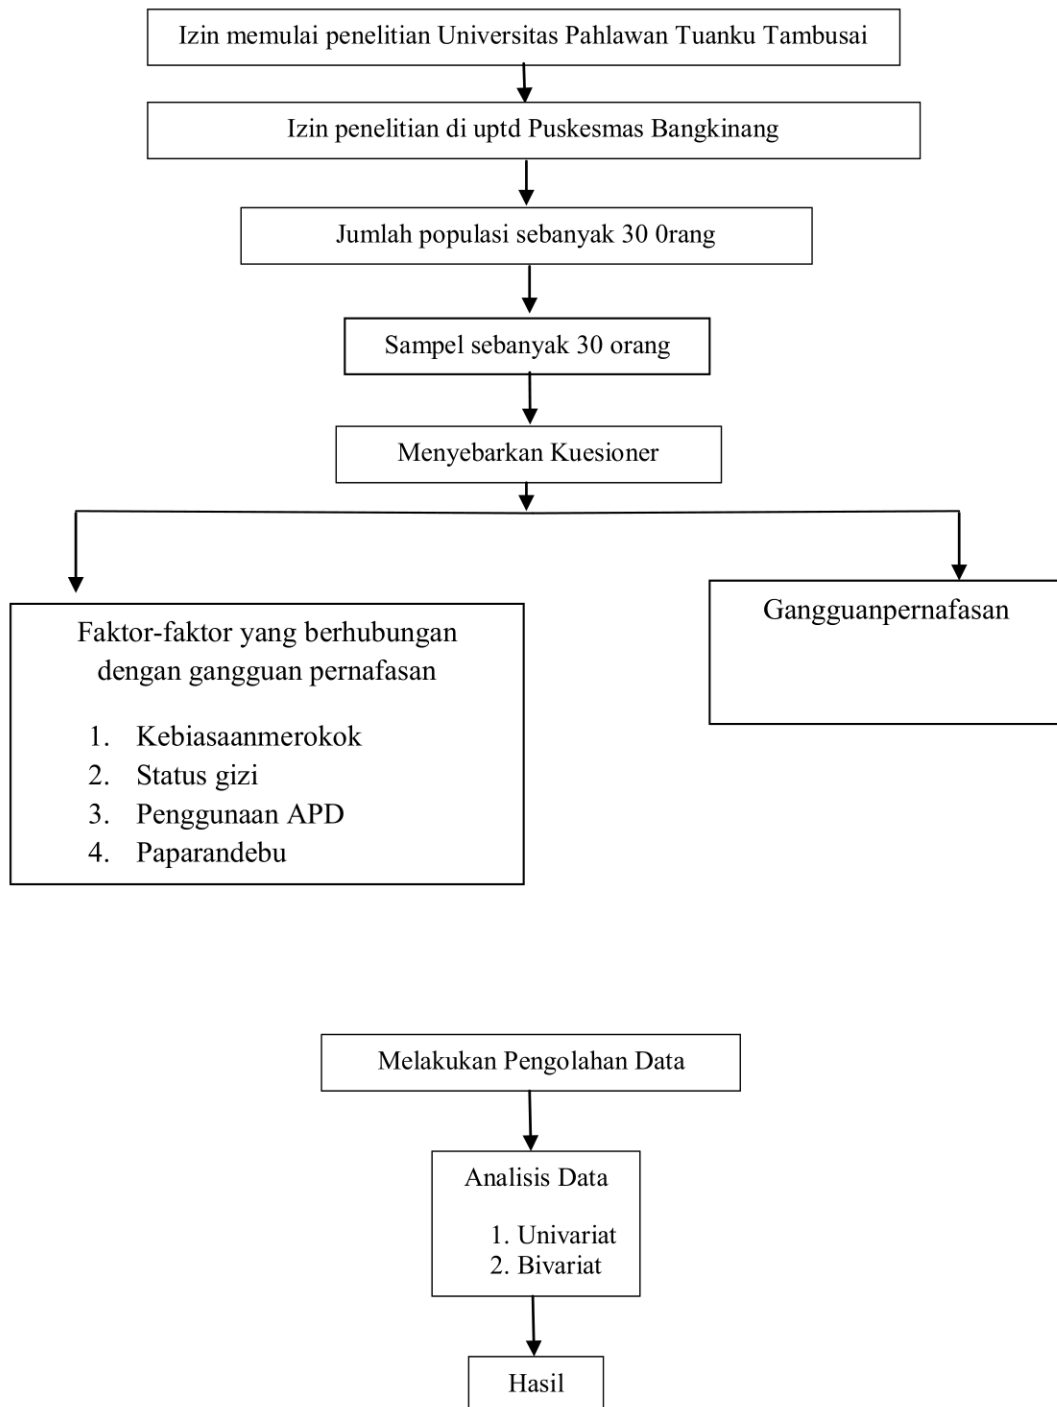 Izin memulai penelitian Universitas Pahlawan Tuanku Tambusai
Izin penelitian di uptd Puskesmas Bangkinang
Jumlah populasi sebanyak 30 0rang
Sampel sebanyak 30 orang
Menyebarkan Kuesioner
Faktor-faktor yang berhubungan
dengan gangguan pernafasan
1. Kebiasaanmerokok
2. Status gizi
3. Penggunaan APD
4. Paparandebu
Gangguanpernafasan
Melakukan Pengolahan Data
Analisis Data
1. Univariat
2. Bivariat
Hasil